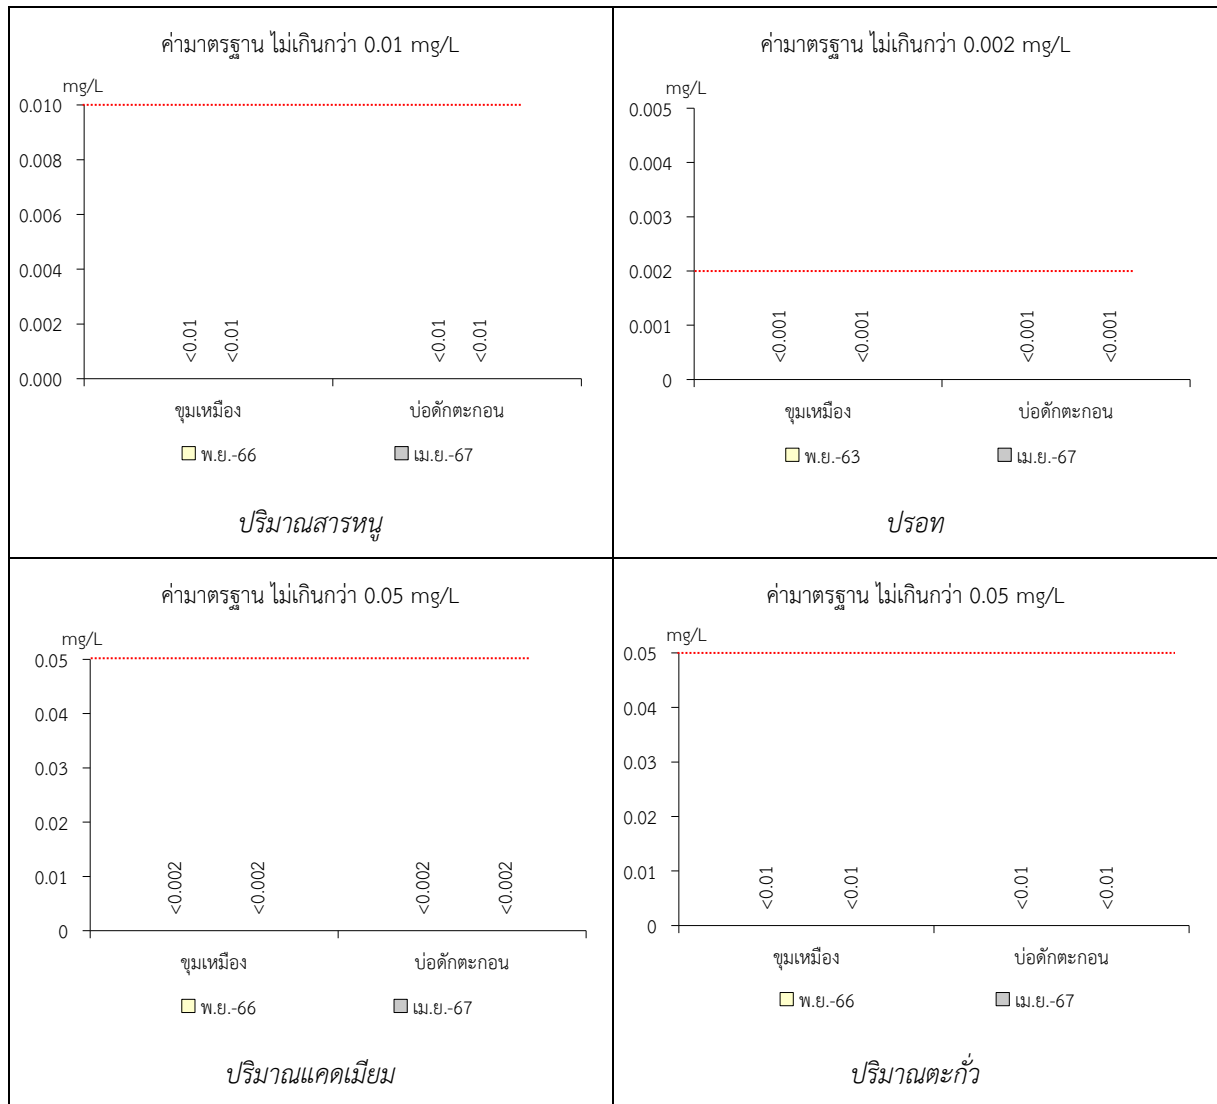 ค่ามาตรฐาน ไม่เกินกว่า 0.01 mg/L
mg/L
0.010
0.008
0.006
0.004
0.002
0.000
<0.01
<0.01
<0.01
<0.01
ขุมเหมือง
บ่อดักตะกอน
พ.ย.-66
เม.ย.-67
ปริมาณสารหนู
ค่ามาตรฐาน ไม่เกินกว่า 0.002 mg/L
mg/L
0.005
0.004
0.003
0.002
0.001
0
<0.001
<0.001
<0.001
<0.001
ขุมเหมือง
บ่อดักตะกอน
พ.ย.-63
เม.ย.-67
ปรอท
ค่ามาตรฐาน ไม่เกินกว่า 0.05 mg/L
mg/L
0.05
0.04
0.03
0.02
0.01
0
<0.002
<0.002
<0.002
<0.002
ขุมเหมือง
บ่อดักตะกอน
พ.ย.-66
เม.ย.-67
ปริมาณแคดเมียม
ค่ามาตรฐาน ไม่เกินกว่า 0.05 mg/L
mg/L
0.05
0.04
0.03
0.02
0.01
0
<0.01
<0.01
<0.01
<0.01
ขุมเหมือง
บ่อดักตะกอน
พ.ย.-66
เม.ย.-67
ปริมาณตะกั่ว